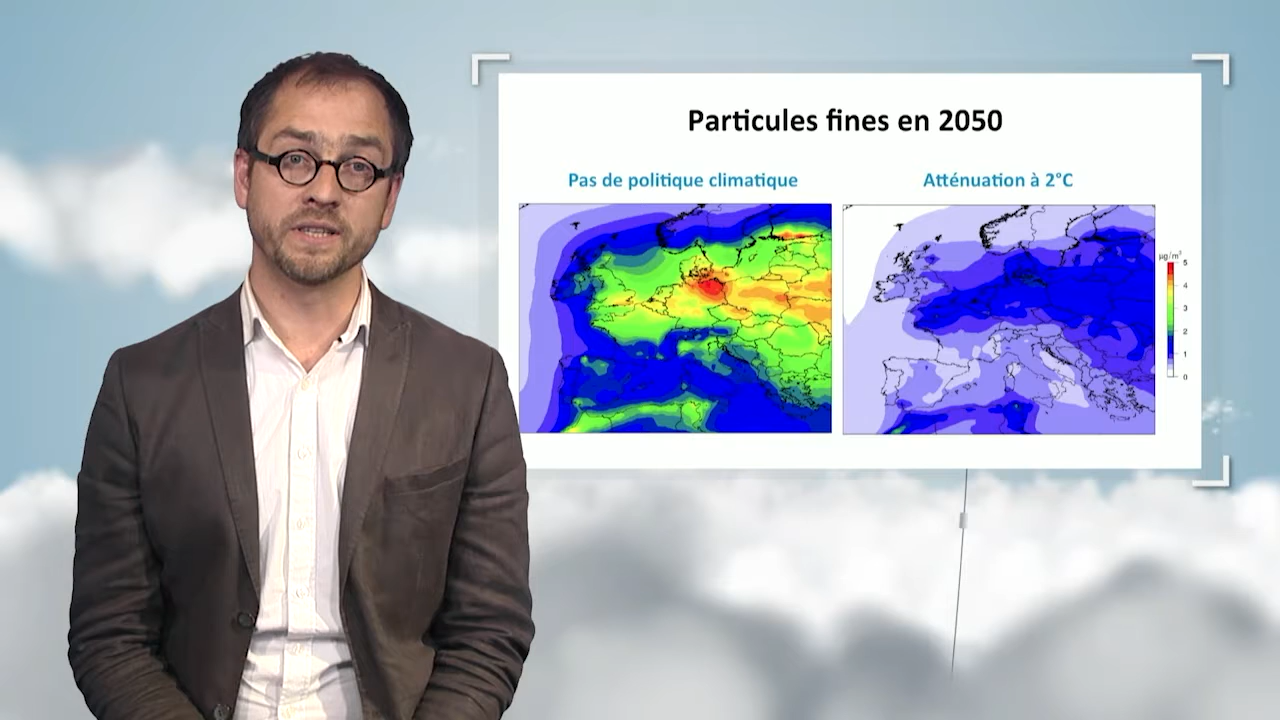 Particules fines en 2050
Pas de politique climatique
Atténuation à 2°C
µg/m³
5
4
3
2
1
0